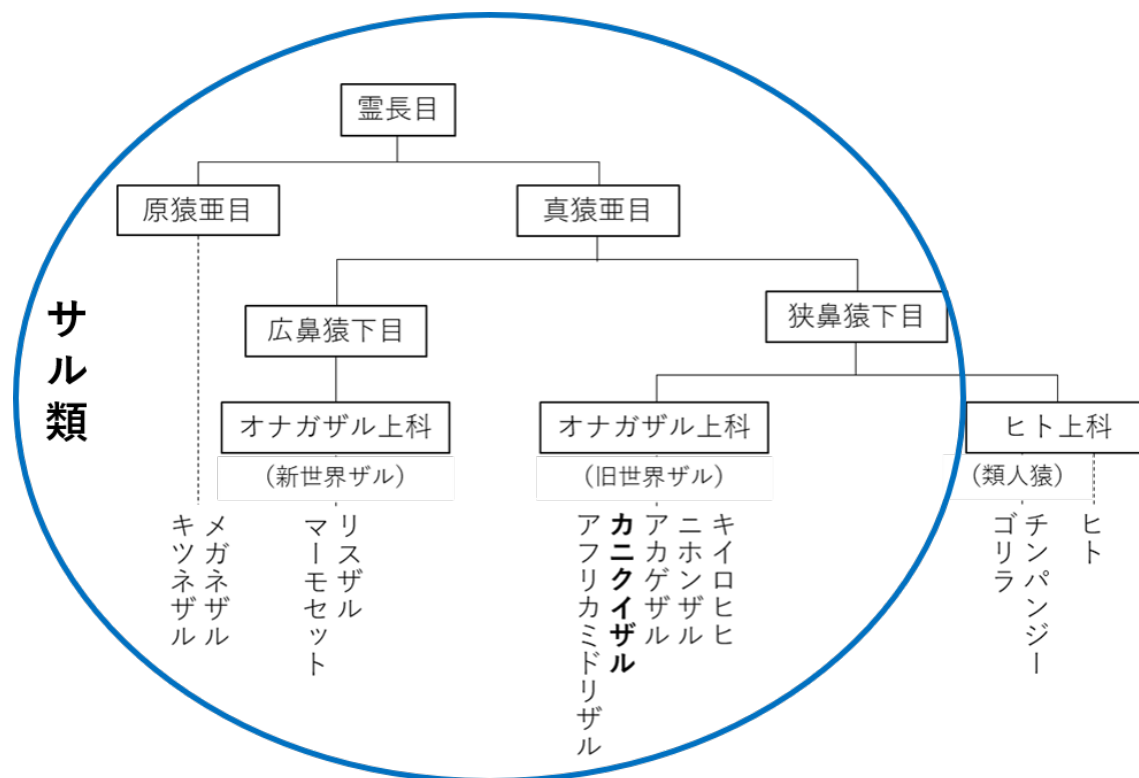 霊長目
原猿亜目
真猿亜目
サル類
広鼻猿下目
狭鼻猿下目
オナガザル上科
オナガザル上科
ヒト上科
(新世界ザル)
(旧世界ザル)
(類人猿)
メガネザル
キツネザル
リスザル
マーモセット
キイロヒヒ
ニホンザル
アカゲザル
カニクイザル
アフリカミドリザル
ヒト
チンパンジー
ゴリラ